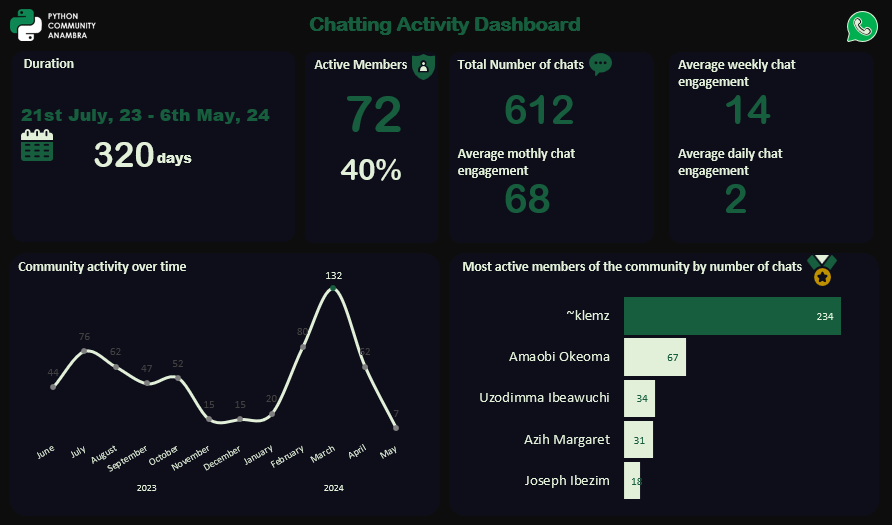 PYTHON
COMMUNITY
ANAMBRA
Chatting Activity Dashboard
Duration
21st July, 23 - 6th May, 24
320 days
Active Members
72
40%
Total Number of chats
612
Average mothly chat
engagement
68
Average weekly chat
engagement
14
Average daily chat
engagement
2
Community activity over time
44
76
62
47
52
15
15
20
80
132
62
7
June
July
August
September
October
November
December
January
February
March
April
May
2023
2024
Most active members of the community by number of chats
~klemz 234
Amaobi Okeoma 67
Uzodimma Ibeawuchi 34
Azih Margaret 31
Joseph Ibezim 18